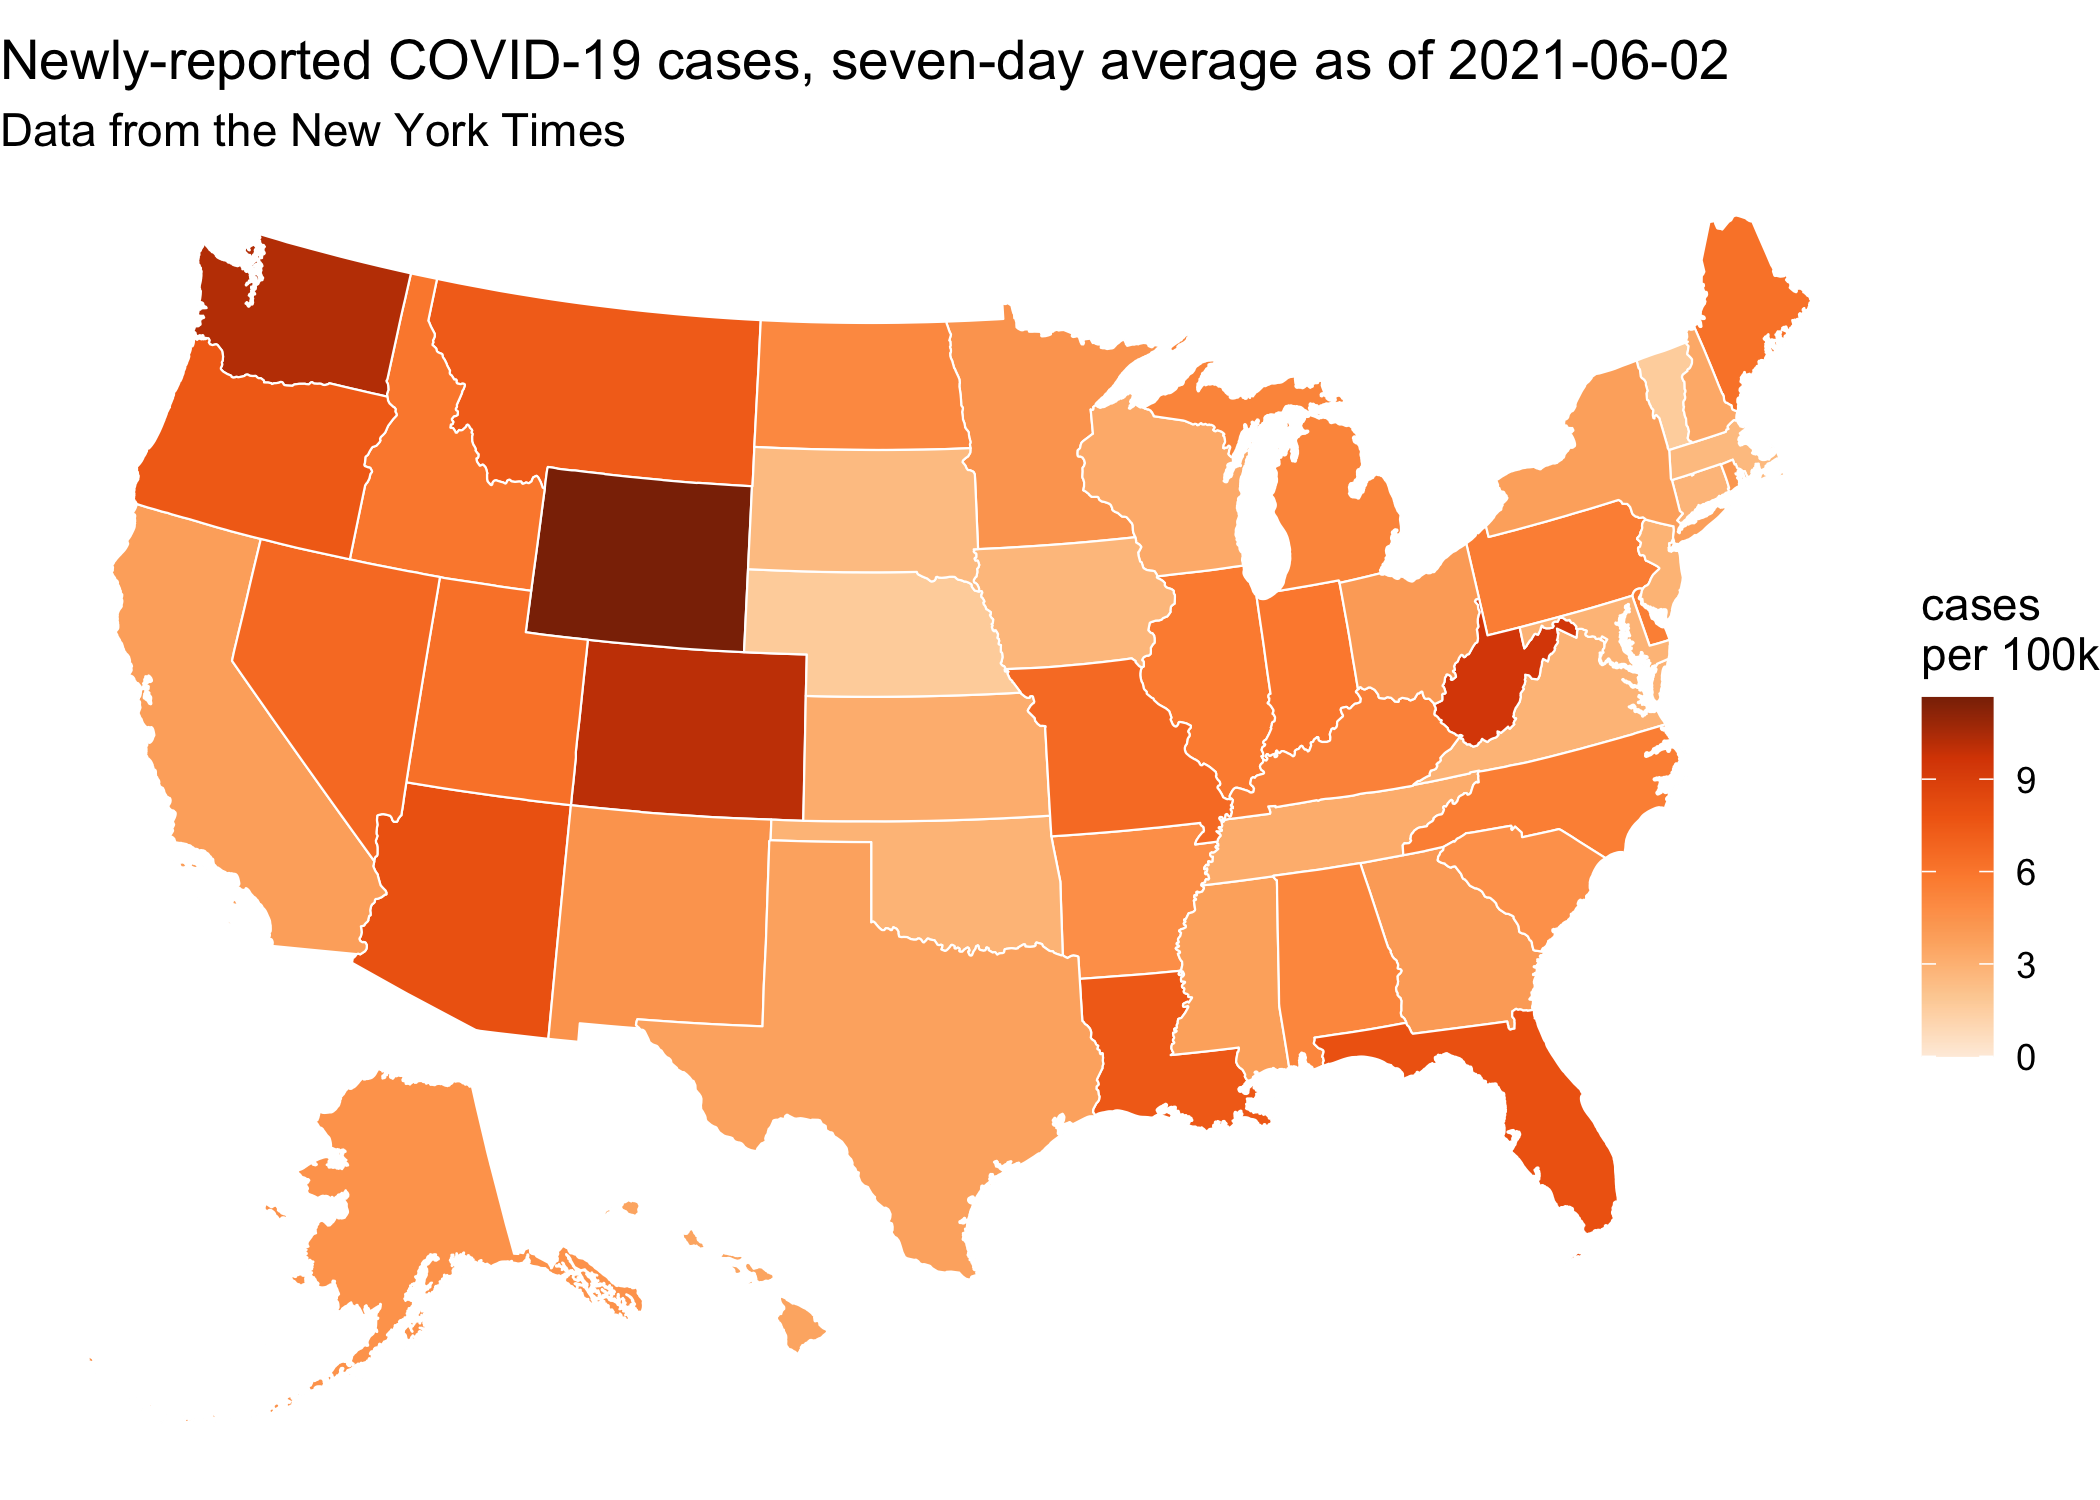 Newly-reported COVID-19 cases, seven-day average as of 2021-06-02
Data from the New York Times
cases
per 100k
9
6
3
0